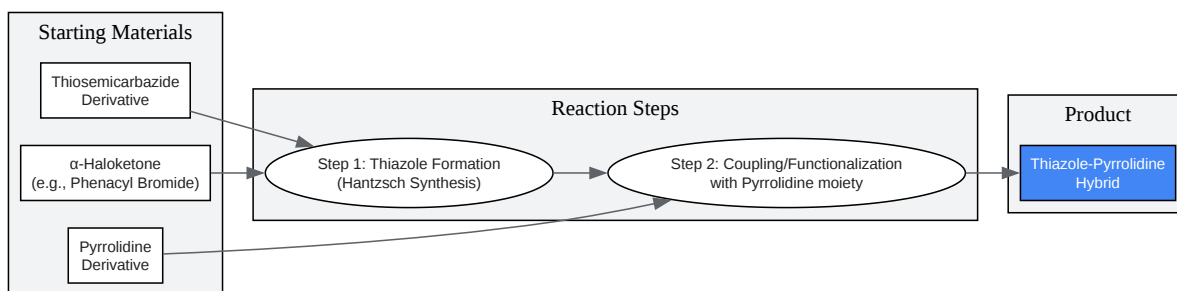 Starting Materials
Thiosemicarbazide
Derivative
α-Haloketone
(e.g., Phenacyl Bromide)
Pyrrolidine
Derivative
Reaction Steps
Step 1: Thiazole Formation
(Hantzsch Synthesis)
Step 2: Coupling/Functionalization
with Pyrrolidine moiety
Product
Thiazole-Pyrrolidine
Hybrid